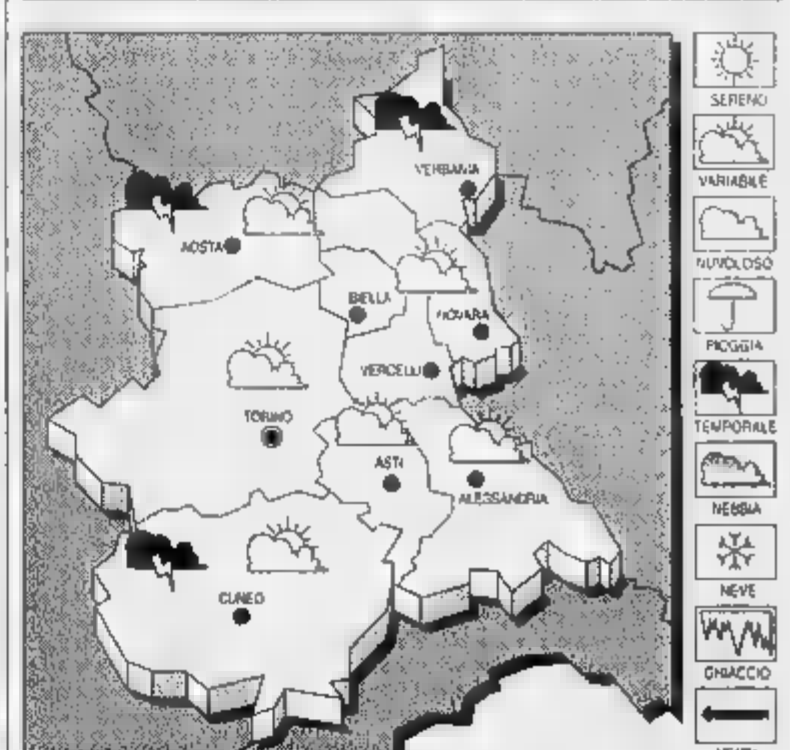 VERBANIA
AOSTA
BIELLA
NOVARA
VERCELLI
TORINO
ASTI
ALESSANDRIA
CUNEO
SERENO
VARIABILE
NUVOLOSO
PIOGGIA
TEMPORALE
NEBBIA
NEVE
GHIACCIO